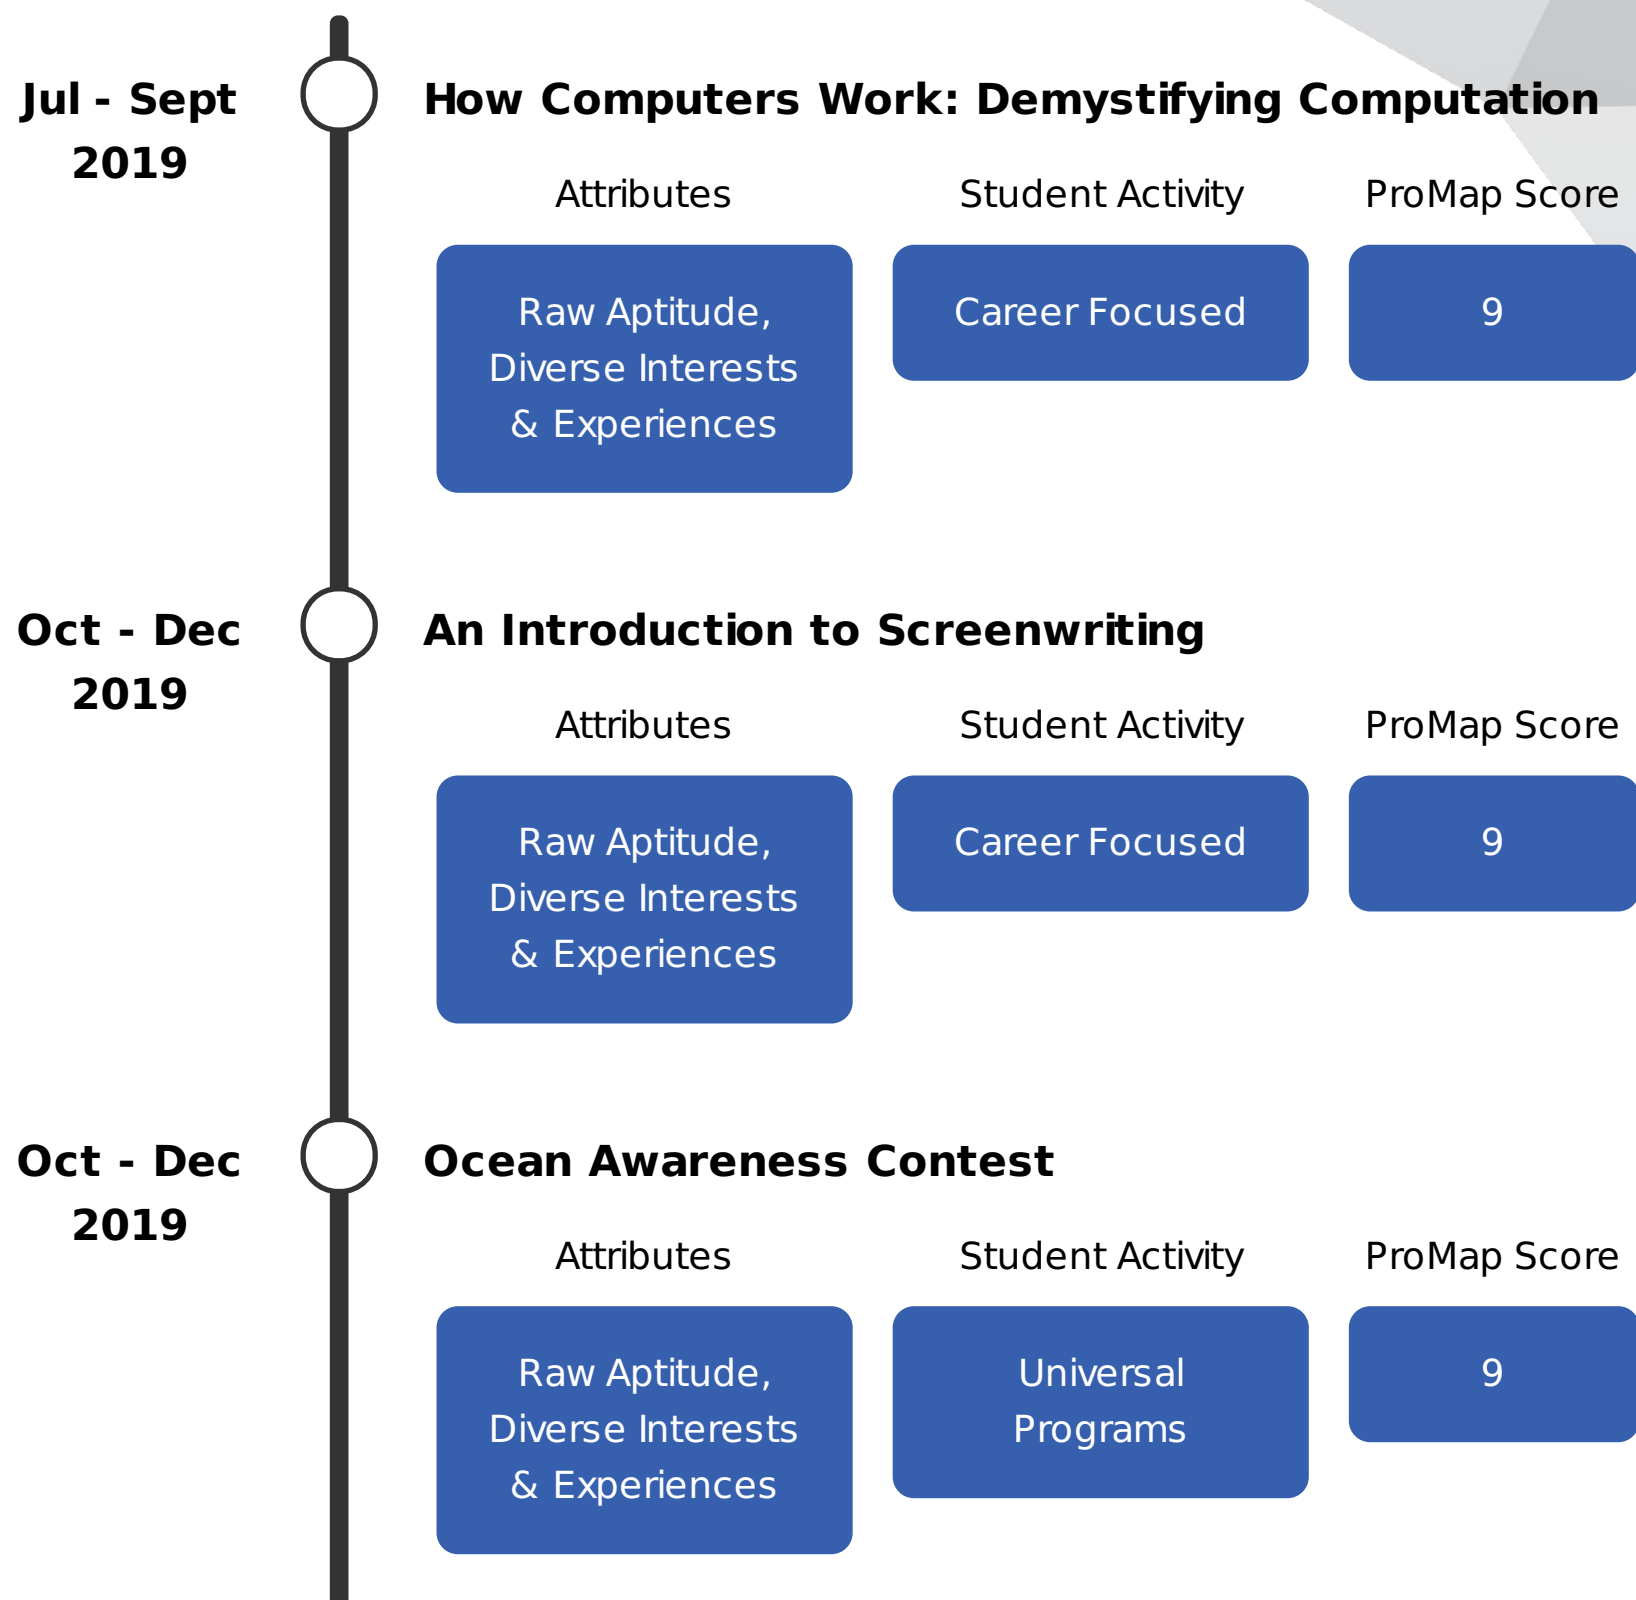 Jul - Sept
2019
How Computers Work: Demystifying Computation
Attributes
Student Activity
ProMap Score
Raw Aptitude,
Diverse Interests
& Experiences
Career Focused
9
Oct - Dec
2019
An Introduction to Screenwriting
Attributes
Student Activity
ProMap Score
Raw Aptitude,
Diverse Interests
& Experiences
Career Focused
9
Oct - Dec
2019
Ocean Awareness Contest
Attributes
Student Activity
ProMap Score
Raw Aptitude,
Diverse Interests
& Experiences
Universal
Programs
9